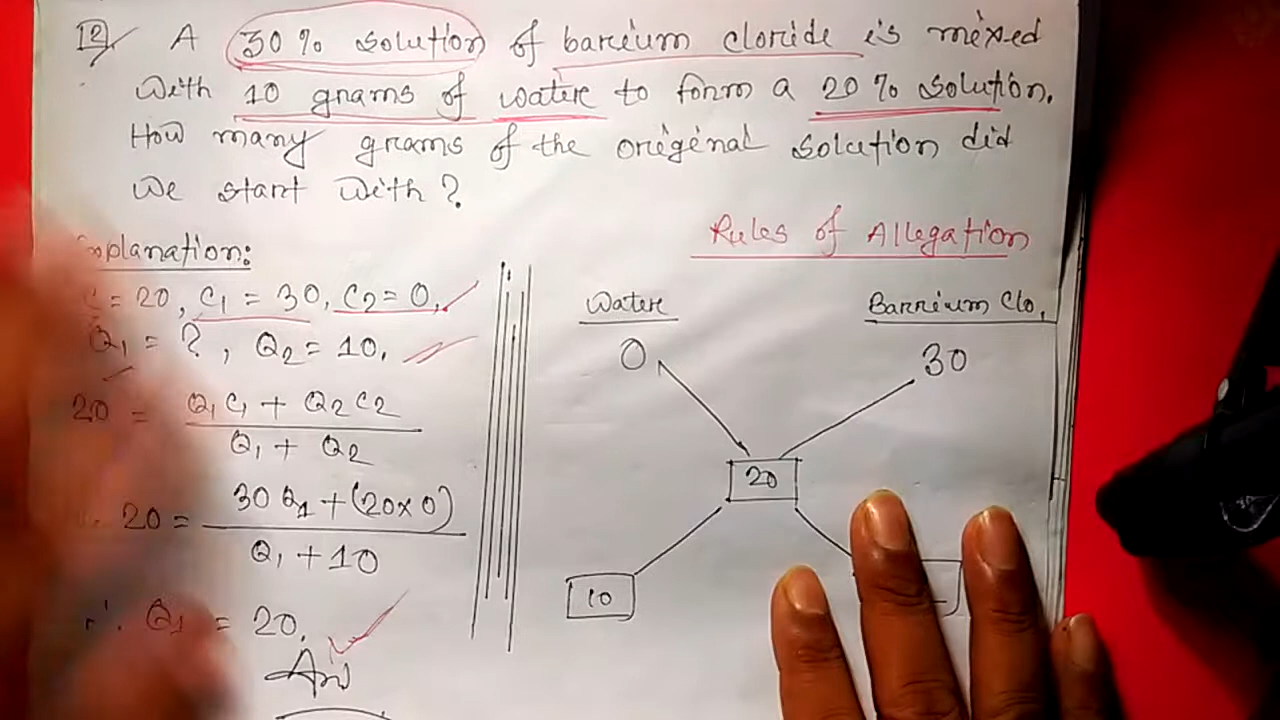 12/ A 30% solution of barium cloride is mixed
with 10 grams of water to form a 20% solution.
How many grams of the original solution did
we start with?
Explanation:
C = 20, C1 = 30, C2 = 0,
Q1 = ?, Q2 = 10.
20 = Q1C1 + Q2C2
Q1 + Q2
20 = 30Q1 + (20×0)
Q1 + 10
∴ Q1 = 20.
Ans
Rules of Allegation
Water Barrium Clo,
0 30
20
10